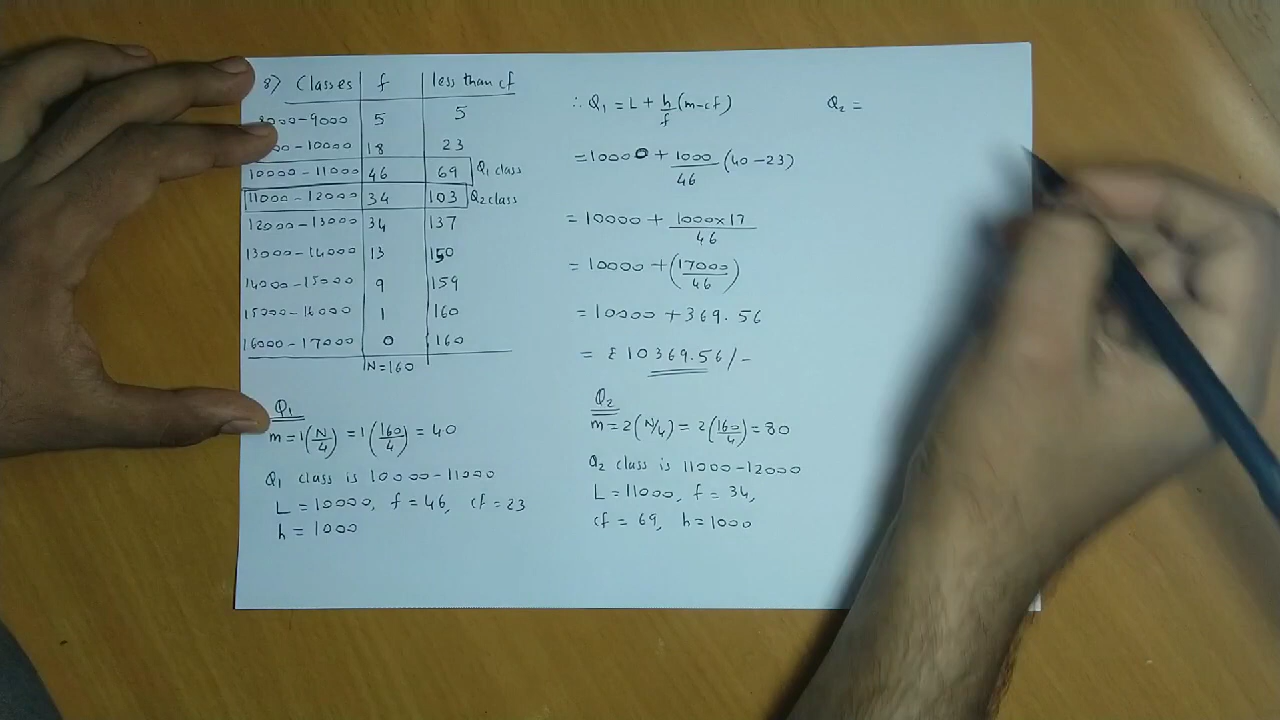 8) Classes f less than cf
8000-9000 5 5
00-10000 18 23
10000-11000 46 69 Q1 class
11000-12000 34 103 Q2 class
12000-13000 34 137
13000-14000 13 150
14000-15000 9 159
15000-16000 1 160
16000-17000 0 160
N=160
Q1
m=1(N/4) =1(160/4) = 40
Q1 class is 10000-11000
L=10000, f=46, cf=23
h=1000
∴ Q1 = L + h/f (m-cf)
=10000 + 1000/46 (40-23)
= 10000 + 1000×17/46
= 10000 + (17000/46)
= 10000 + 369.56
= ₹ 10369.56/-
Q2
m=2(N/4) = 2(160/4) = 80
Q2 class is 11000-12000
L=11000, f=34,
cf=69, h=1000
Q2 =